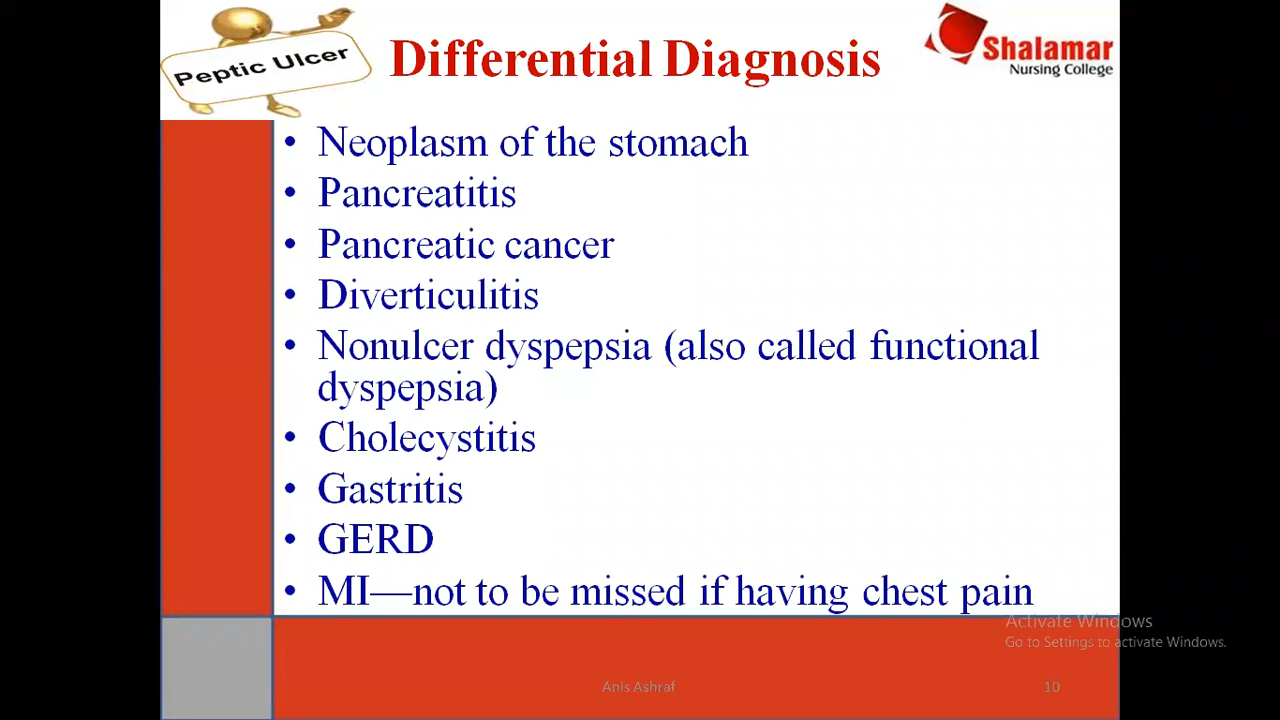 Peptic Ulcer
Differential Diagnosis
Shalamar
Nursing College
• Neoplasm of the stomach
• Pancreatitis
• Pancreatic cancer
• Diverticulitis
• Nonulcer dyspepsia (also called functional
dyspepsia)
• Cholecystitis
• Gastritis
• GERD
• MI—not to be missed if having chest pain
Activate Windows
Go to Settings to activate Windows.
Anis Ashraf
10